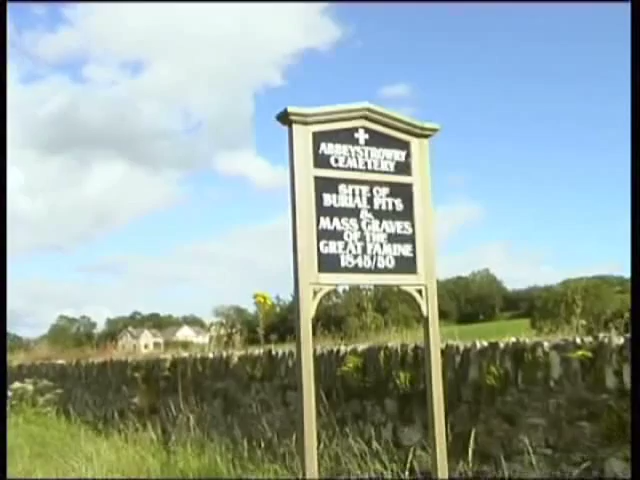 ABBEYSTROWRY
CEMETERY
SITE OF
BURIAL PITS
&
MASS GRAVES
OF THE
GREAT FAMINE
1845/50